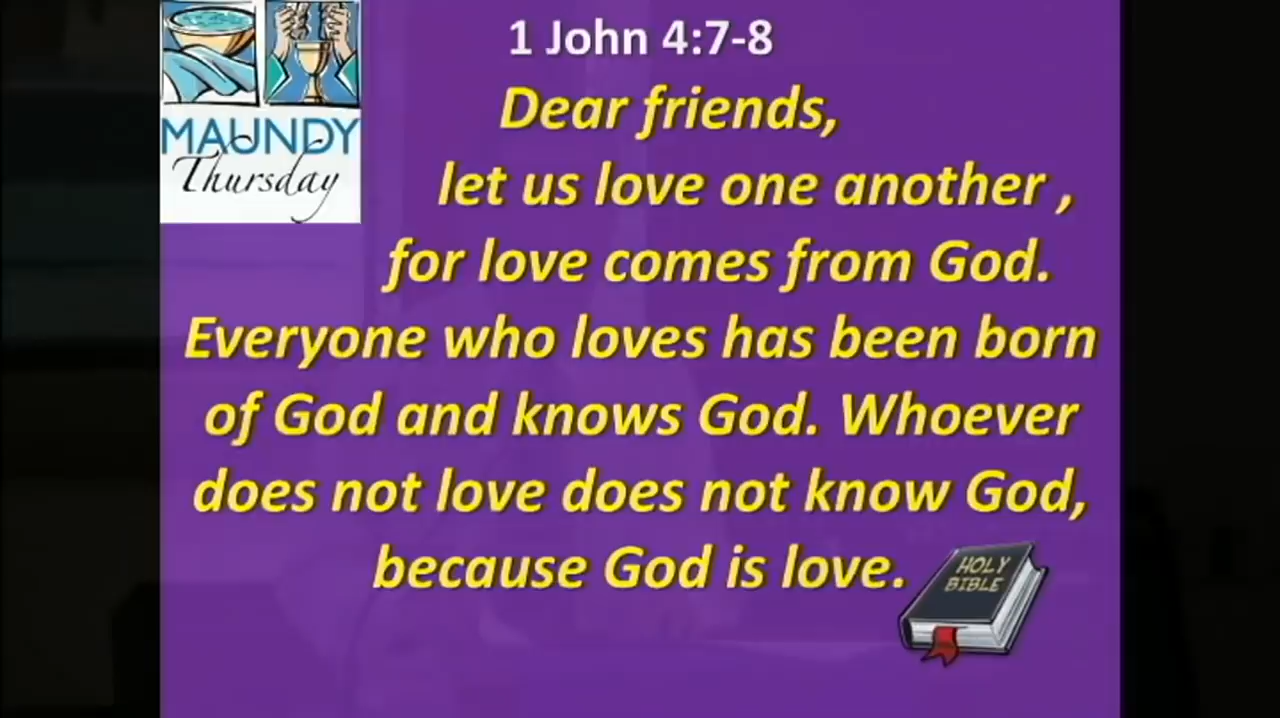 1 John 4:7-8
MAUNDY
Thursday
Dear friends,
let us love one another ,
for love comes from God.
Everyone who loves has been born
of God and knows God. Whoever
does not love does not know God,
because God is love.
HOLY
BIBLE